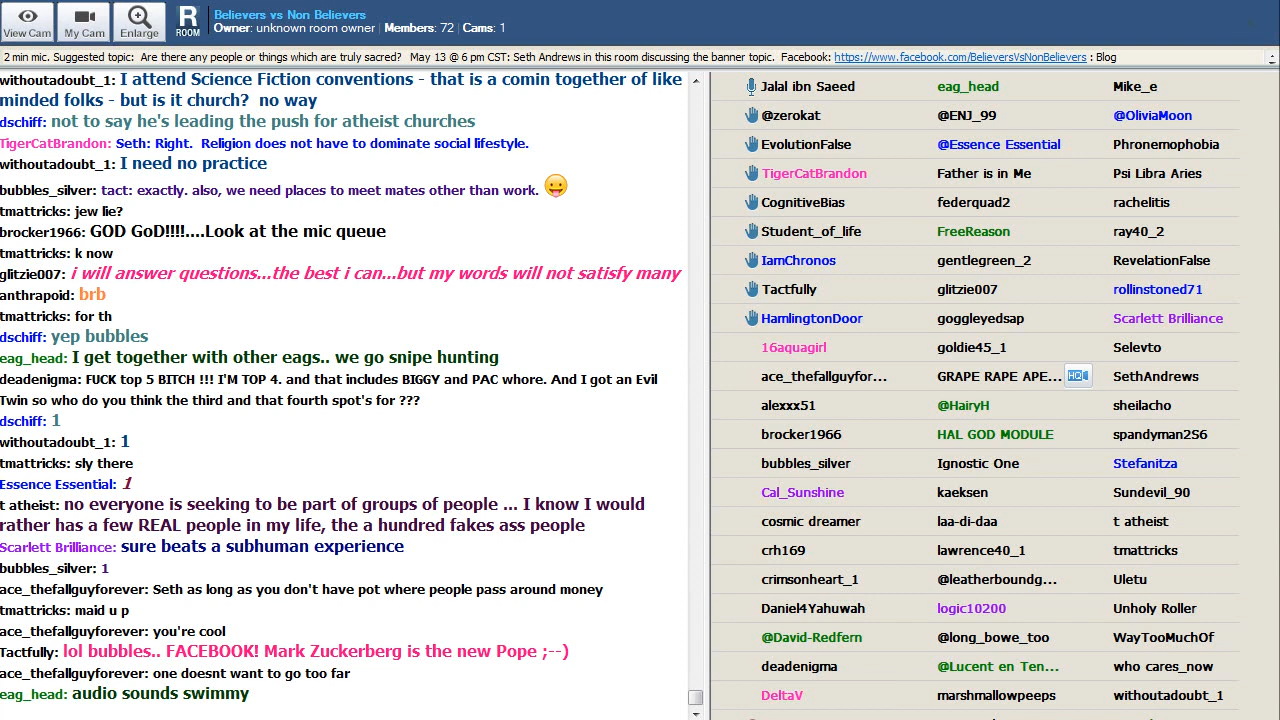 View Cam
My Cam
Enlarge
R
ROOM
Believers vs Non Believers
Owner: unknown room owner | Members: 72 | Cams: 1
2 min mic. Suggested topic: Are there any people or things which are truly sacred? May 13 @ 6 pm CST: Seth Andrews in this room discussing the banner topic. Facebook: https://www.facebook.com/BelieversVsNonBelievers : Blog
withoutadoubt_1: I attend Science Fiction conventions - that is a comin together of like
minded folks - but is it church? no way
dschiff: not to say he's leading the push for atheist churches
TigerCatBrandon: Seth: Right. Religion does not have to dominate social lifestyle.
withoutadoubt_1: I need no practice
bubbles_silver: tact: exactly. also, we need places to meet mates other than work.
tmattricks: jew lie?
brocker1966: GOD GoD!!!!....Look at the mic queue
tmattricks: k now
glitzie007: i will answer questions...the best i can...but my words will not satisfy many
anthrapoid: brb
tmattricks: for th
dschiff: yep bubbles
eag_head: I get together with other eags.. we go snipe hunting
deadenigma: FUCK top 5 BITCH !!! I'M TOP 4. and that includes BIGGY and PAC whore. And I got an Evil
Twin so who do you think the third and that fourth spot's for ???
dschiff: 1
withoutadoubt_1: 1
tmattricks: sly there
Essence Essential: 1
t atheist: no everyone is seeking to be part of groups of people ... I know I would
rather has a few REAL people in my life, the a hundred fakes ass people
Scarlett Brilliance: sure beats a subhuman experience
bubbles_silver: 1
ace_thefallguyforever: Seth as long as you don't have pot where people pass around money
tmattricks: maid u p
ace_thefallguyforever: you're cool
Tactfully: lol bubbles.. FACEBOOK! Mark Zuckerberg is the new Pope ;--)
ace_thefallguyforever: one doesnt want to go too far
eag_head: audio sounds swimmy
Jalal ibn Saeed eag_head Mike_e
@zerokat @ENJ_99 @OliviaMoon
EvolutionFalse @Essence Essential Phronemophobia
TigerCatBrandon Father is in Me Psi Libra Aries
CognitiveBias federquad2 rachelitis
Student_of_life FreeReason ray40_2
IamChronos gentlegreen_2 RevelationFalse
Tactfully glitzie007 rollinstoned71
HamlingtonDoor goggleyedsap Scarlett Brilliance
16aquagirl goldie45_1 Selevto
ace_thefallguyfor... GRAPE RAPE APE... HQ SethAndrews
alexxx51 @HairyH sheilacho
brocker1966 HAL GOD MODULE spandyman2S6
bubbles_silver Ignostic One Stefanitza
Cal_Sunshine kaeksen Sundevil_90
cosmic dreamer laa-di-daa t atheist
crh169 lawrence40_1 tmattricks
crimsonheart_1 @leatherboundg... Uletu
Daniel4Yahuwah logic10200 Unholy Roller
@David-Redfern @long_bowe_too WayTooMuchOf
deadenigma @Lucent en Ten... who cares_now
DeltaV marshmallowpeeps withoutadoubt_1